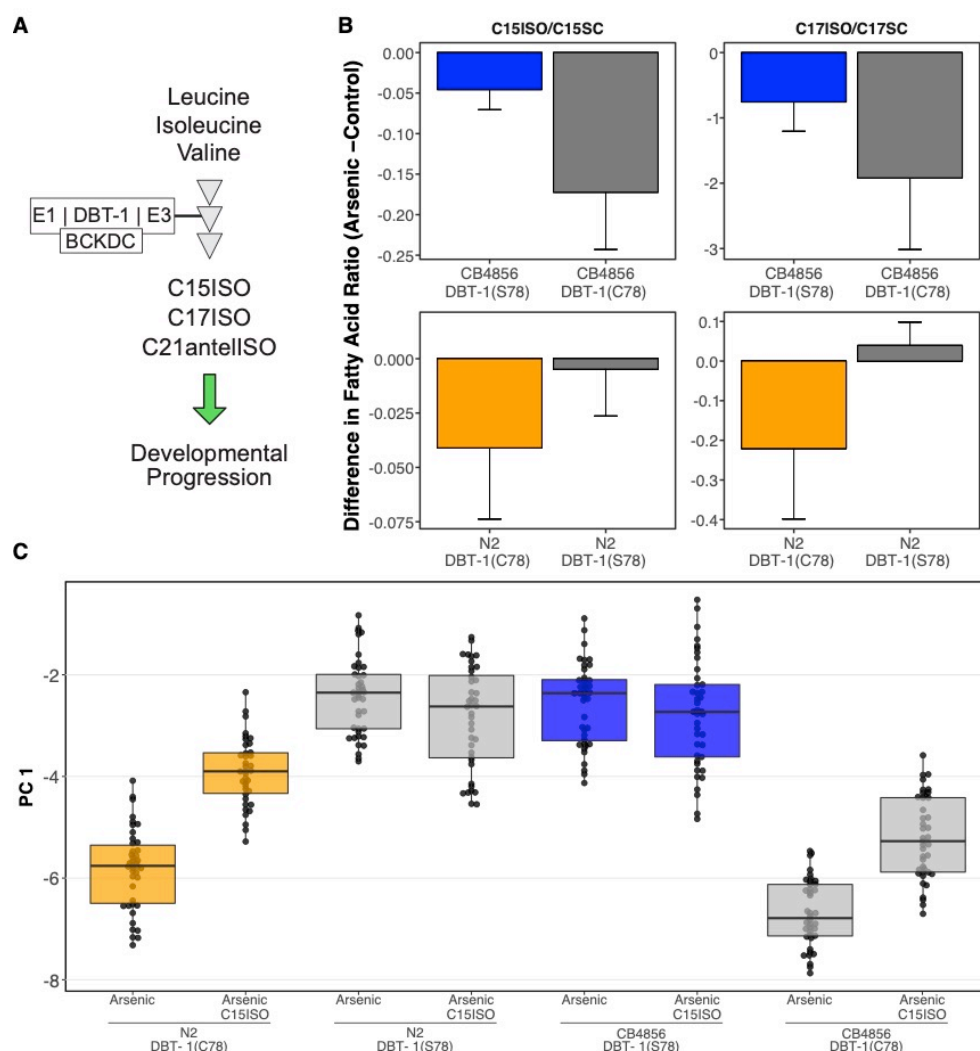 A
Leucine
Isoleucine
Valine
E1 | DBT-1 | E3
BCKDC
C15ISO
C17ISO
C21anteIISO
Developmental
Progression
B
Difference in Fatty Acid Ratio (Arsenic -Control)
C15ISO/C15SC
0.00
-0.05
-0.10
-0.15
-0.20
-0.25
CB4856
DBT-1(S78)
CB4856
DBT-1(C78)
C17ISO/C17SC
0
-1
-2
-3
CB4856
DBT-1(S78)
CB4856
DBT-1(C78)
0.000
-0.025
-0.050
-0.075
N2
DBT-1(C78)
N2
DBT-1(S78)
0.1
0.0
-0.1
-0.2
-0.3
-0.4
N2
DBT-1(C78)
N2
DBT-1(S78)
C
PC 1
-2
-4
-6
-8
Arsenic
Arsenic
C15ISO
N2
DBT- 1(C78)
Arsenic
Arsenic
C15ISO
N2
DBT- 1(S78)
Arsenic
Arsenic
C15ISO
CB4856
DBT- 1(S78)
Arsenic
Arsenic
C15ISO
CB4856
DBT-1(C78)